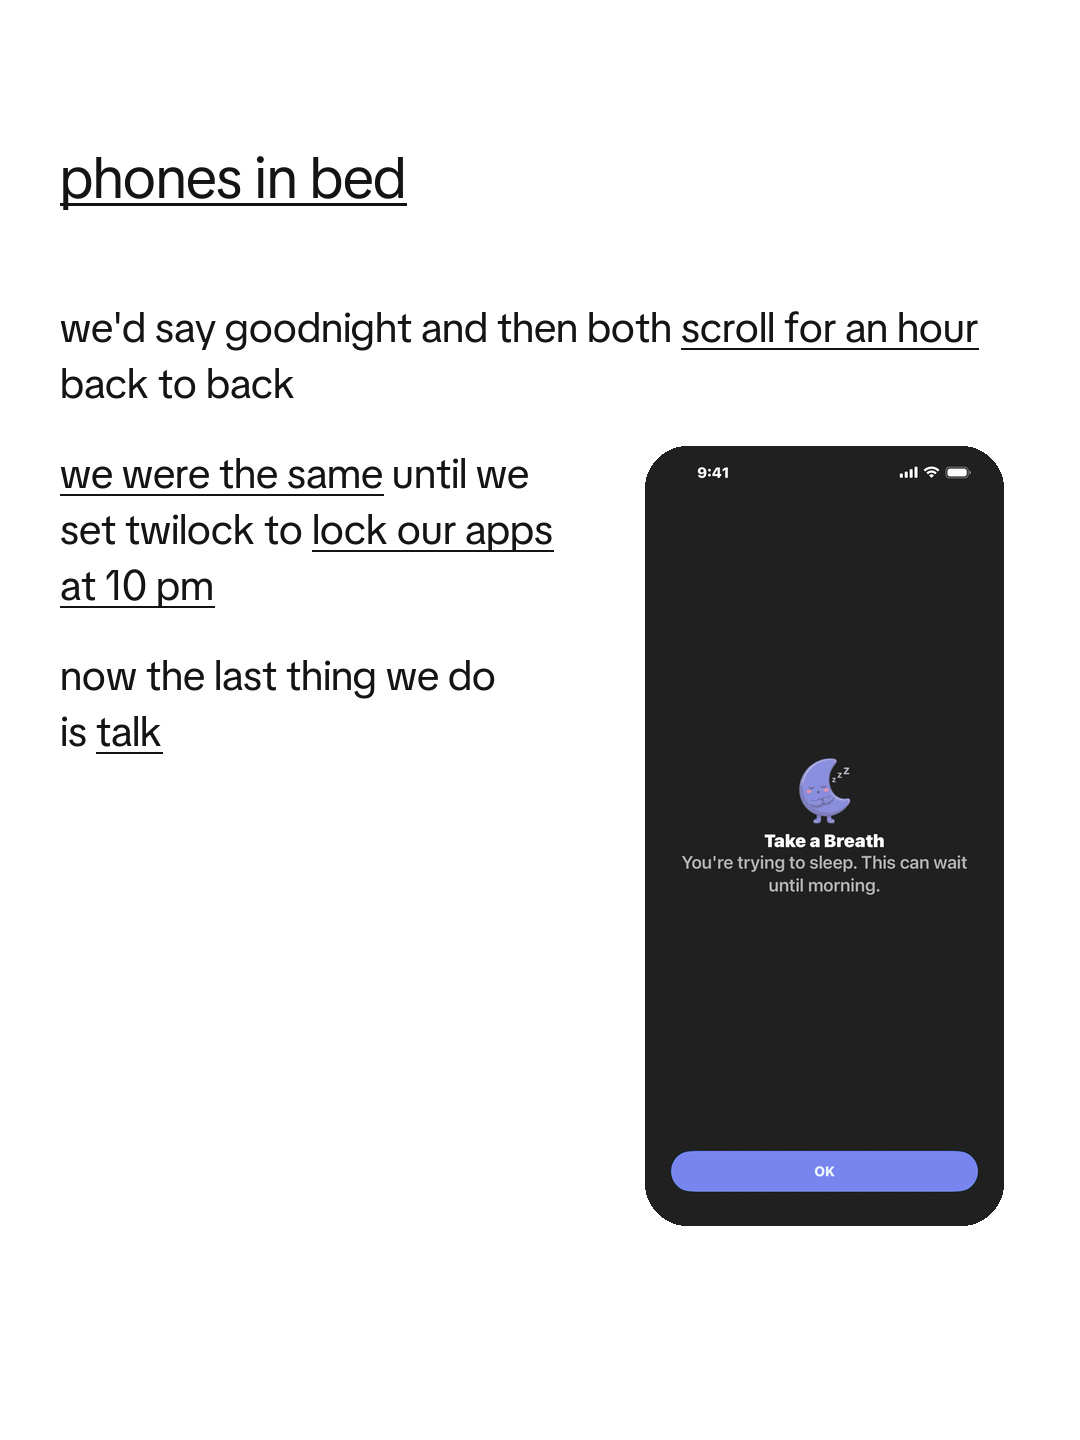 phones in bed
we'd say goodnight and then both scroll for an hour
back to back
we were the same until we
set twilock to lock our apps
at 10 pm
now the last thing we do
is talk
9:41
z z z
Take a Breath
You're trying to sleep. This can wait
until morning.
OK